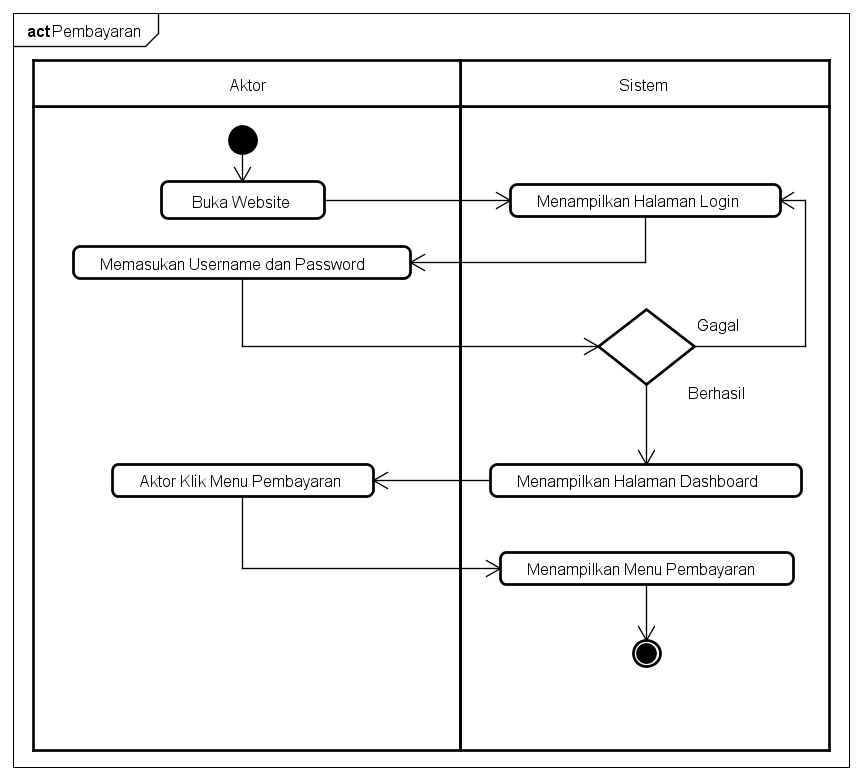 act Pembayaran
Aktor
Sistem
Buka Website
Menampilkan Halaman Login
Memasukan Username dan Password
Gagal
Berhasil
Aktor Klik Menu Pembayaran
Menampilkan Halaman Dashboard
Menampilkan Menu Pembayaran